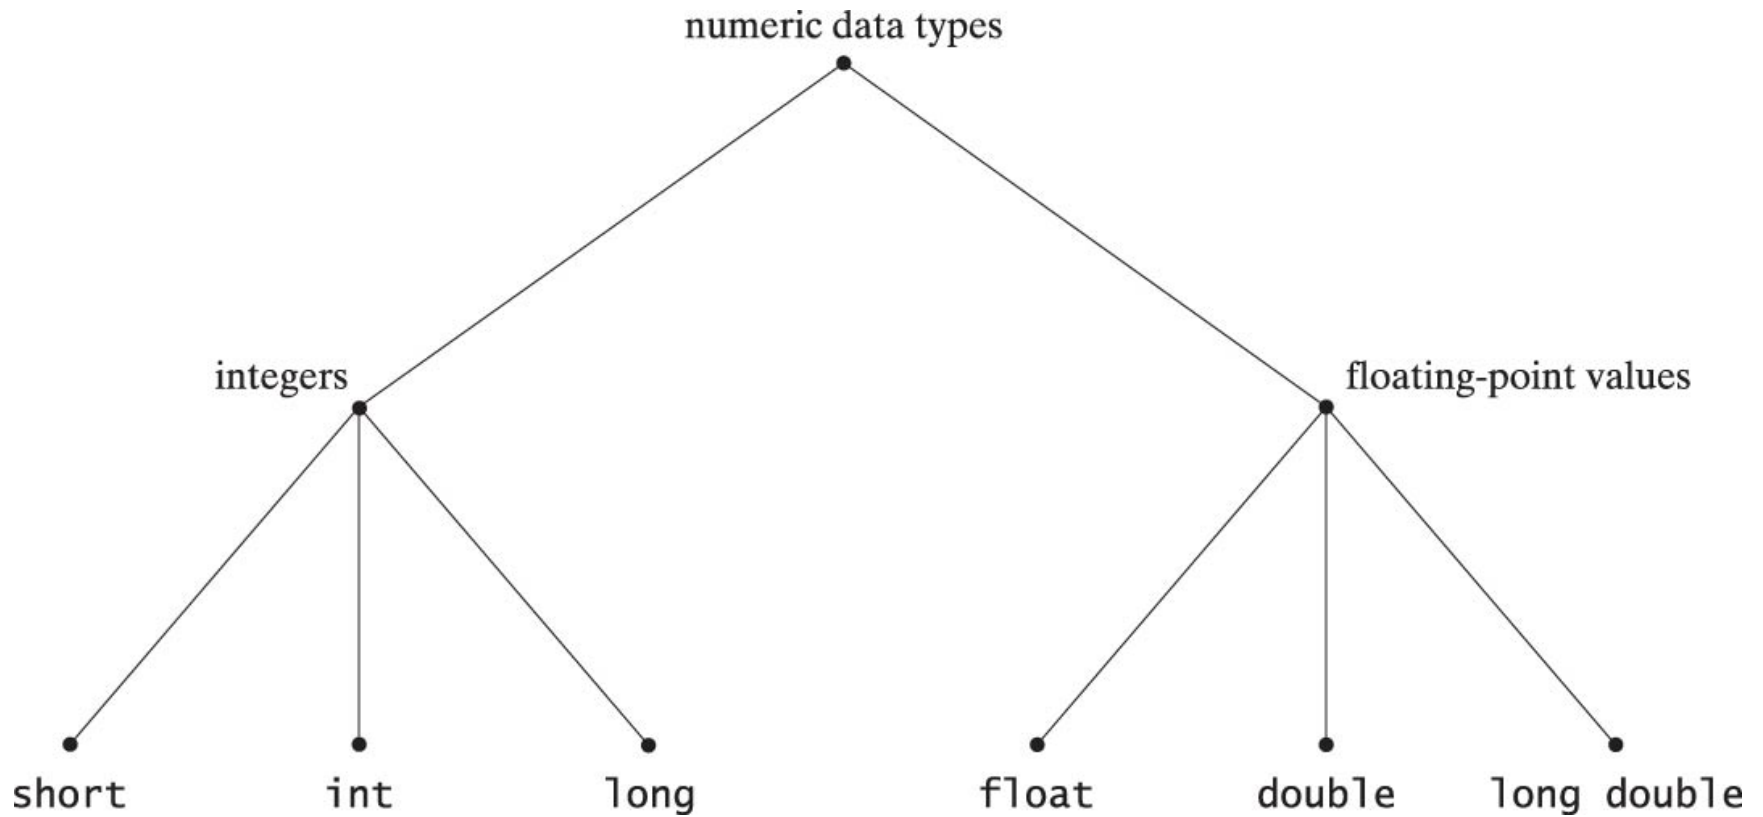 numeric data types
integers
floating-point values
short
int
long
float
double
long double